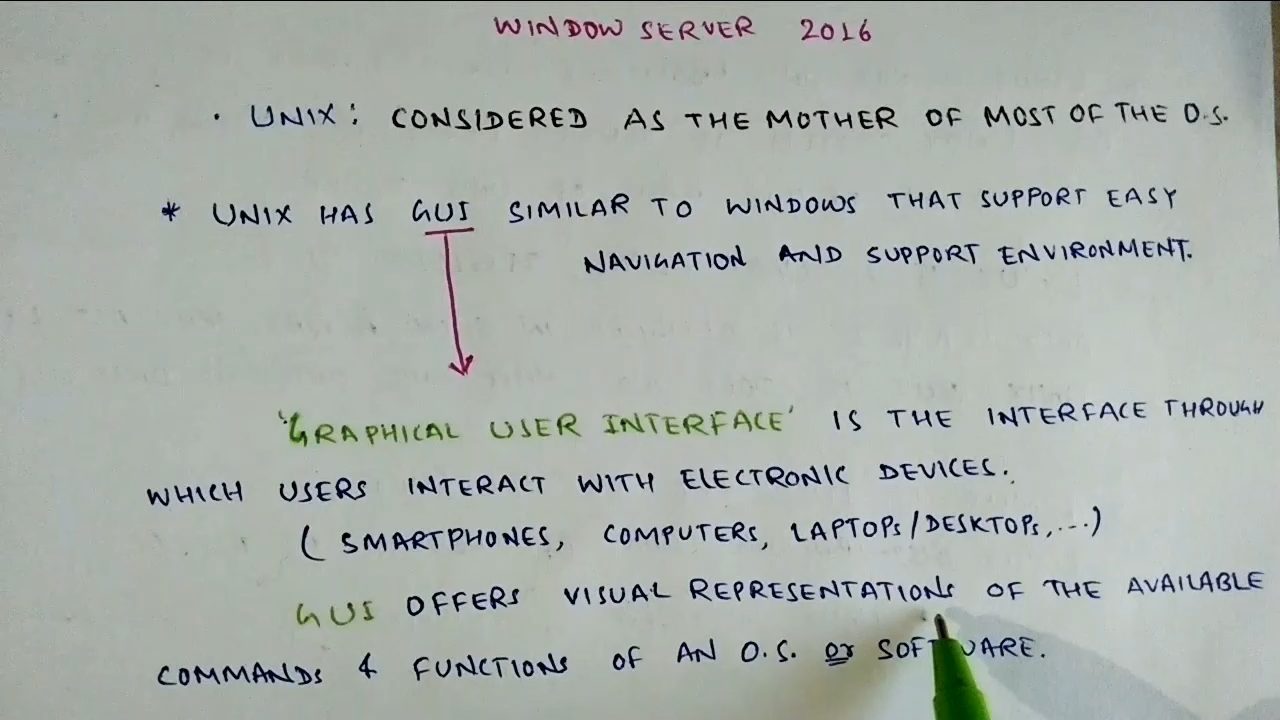 WINDOW SERVER 2016
· UNIX: CONSIDERED AS THE MOTHER OF MOST OF THE O.S.
* UNIX HAS GUI SIMILAR TO WINDOWS THAT SUPPORT EASY
NAVIGATION AND SUPPORT ENVIRONMENT.
'GRAPHICAL USER INTERFACE' IS THE INTERFACE THROUGH
WHICH USERS INTERACT WITH ELECTRONIC DEVICES.
( SMARTPHONES, COMPUTERS, LAPTOPs/DESKTOPs,...)
GUI OFFERS VISUAL REPRESENTATIONS OF THE AVAILABLE
COMMANDS & FUNCTIONS OF AN O.S. or SOFTWARE.